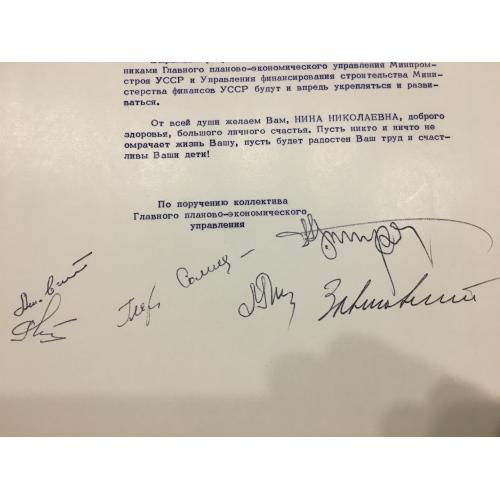 никами Главного планово-экономического управления Минпром-
строя УССР и Управления финансирования строительства Мини-
стерства финансов УССР будут и впредь укрепляться и разви-
ваться.
От всей души желаем Вам, НИНА НИКОЛАЕВНА, доброго
здоровья, большого личного счастья. Пусть никто и ничто не
омрачает жизнь Вашу, пусть будет радостен Ваш труд и счаст-
ливы Ваши дети!
По поручению коллектива
Главного планово-экономического
управления